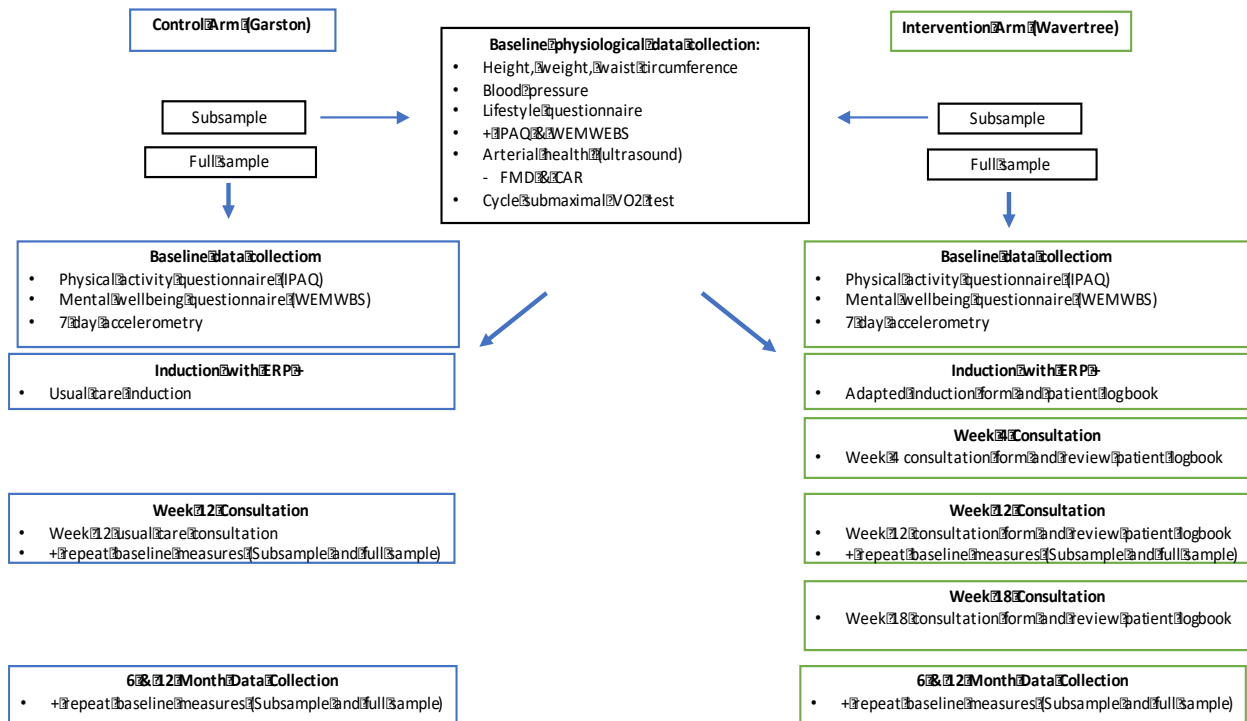 Control Arm (Garston)
Subsample
Full sample
Baseline physiological data collection:
• Height, weight, waist circumference
• Blood pressure
• Lifestyle questionnaire
• + IPAQ & WEMWEBS
• Arterial health (ultrasound)
- FMD & CAR
• Cycle submaximal VO2 test
Intervention Arm (Wavertree)
Subsample
Full sample
Baseline data collectiom
• Physical activity questionnaire (IPAQ)
• Mental wellbeing questionnaire (WEMWBS)
• 7 day accelerometry
Induction with ERP +
• Usual care induction
Week 12 Consultation
• Week 12 usual care consultation
• + repeat baseline measures (Subsample and full sample)
6 & 12 Month Data Collection
• + repeat baseline measures (Subsample and full sample)
Baseline data collectiom
• Physical activity questionnaire (IPAQ)
• Mental wellbeing questionnaire (WEMWBS)
• 7 day accelerometry
Induction with ERP +
• Adapted induction form and patient logbook
Week 4 Consultation
• Week 4 consultation form and review patient logbook
Week 12 Consultation
• Week 12 consultation form and review patient logbook
• + repeat baseline measures (Subsample and full sample)
Week 18 Consultation
• Week 18 consultation form and review patient logbook
6 & 12 Month Data Collection
• + repeat baseline measures (Subsample and full sample)